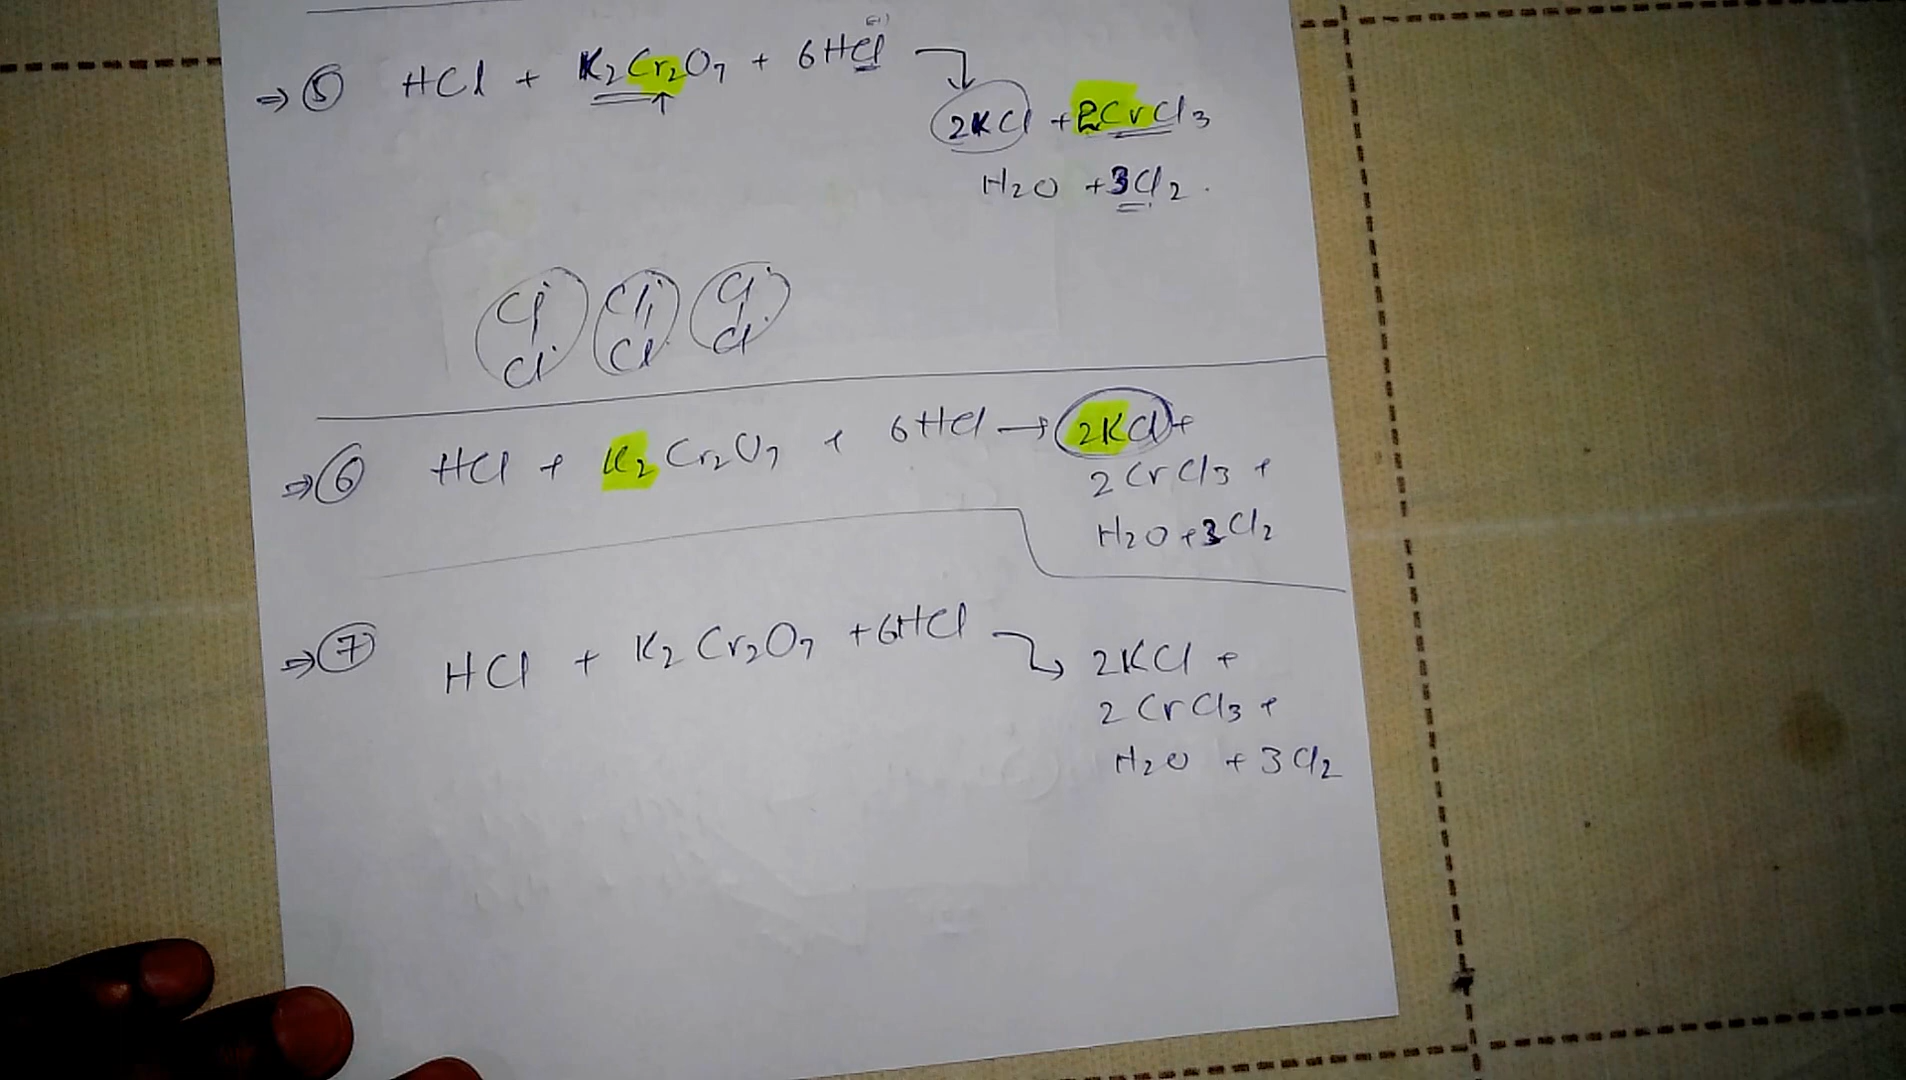 ⇒ ⑤ HCl + K₂Cr₂O₇ + 6HCl →
2KCl + 2CrCl₃
H₂O + 3Cl₂.
Cl Cl Cl
Cl Cl Cl
⇒ ⑥ HCl + K₂Cr₂O₇ + 6HCl → 2KCl +
2CrCl₃ +
H₂O + 3Cl₂
⇒ ⑦ HCl + K₂Cr₂O₇ + 6HCl → 2KCl +
2CrCl₃ +
H₂O + 3Cl₂